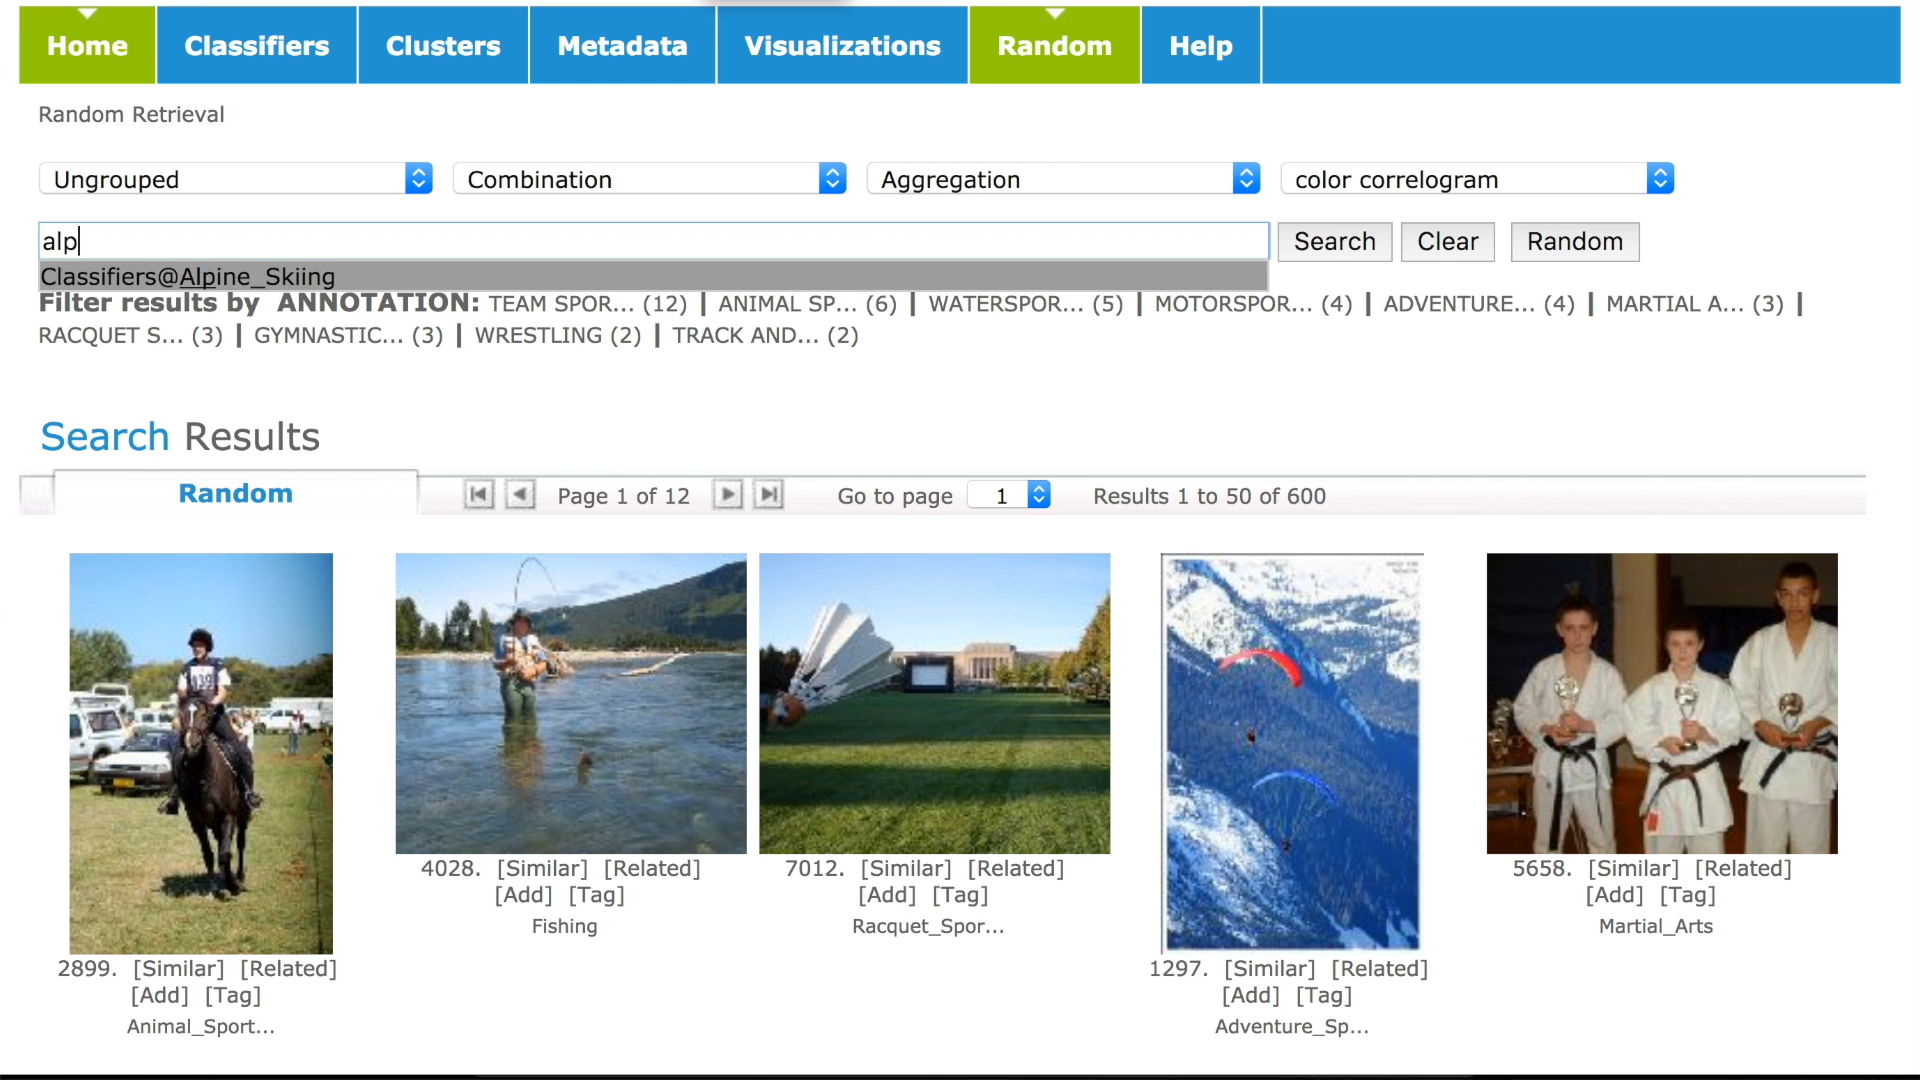 Home Classifiers Clusters Metadata Visualizations Random Help
Random Retrieval
Ungrouped Combination Aggregation color correlogram
alp Search Clear Random
Classifiers@Alpine_Skiing
Filter results by ANNOTATION: TEAM SPOR... (12) | ANIMAL SP... (6) | WATERSPOR... (5) | MOTORSPOR... (4) | ADVENTURE... (4) | MARTIAL A... (3) |
RACQUET S... (3) | GYMNASTIC... (3) | WRESTLING (2) | TRACK AND... (2)
Search Results
Random Page 1 of 12 Go to page 1 Results 1 to 50 of 600
139
2899. [Similar] [Related]
[Add] [Tag]
Animal_Sport...
4028. [Similar] [Related]
[Add] [Tag]
Fishing
7012. [Similar] [Related]
[Add] [Tag]
Racquet_Spor...
1297. [Similar] [Related]
[Add] [Tag]
Adventure_Sp...
5658. [Similar] [Related]
[Add] [Tag]
Martial_Arts